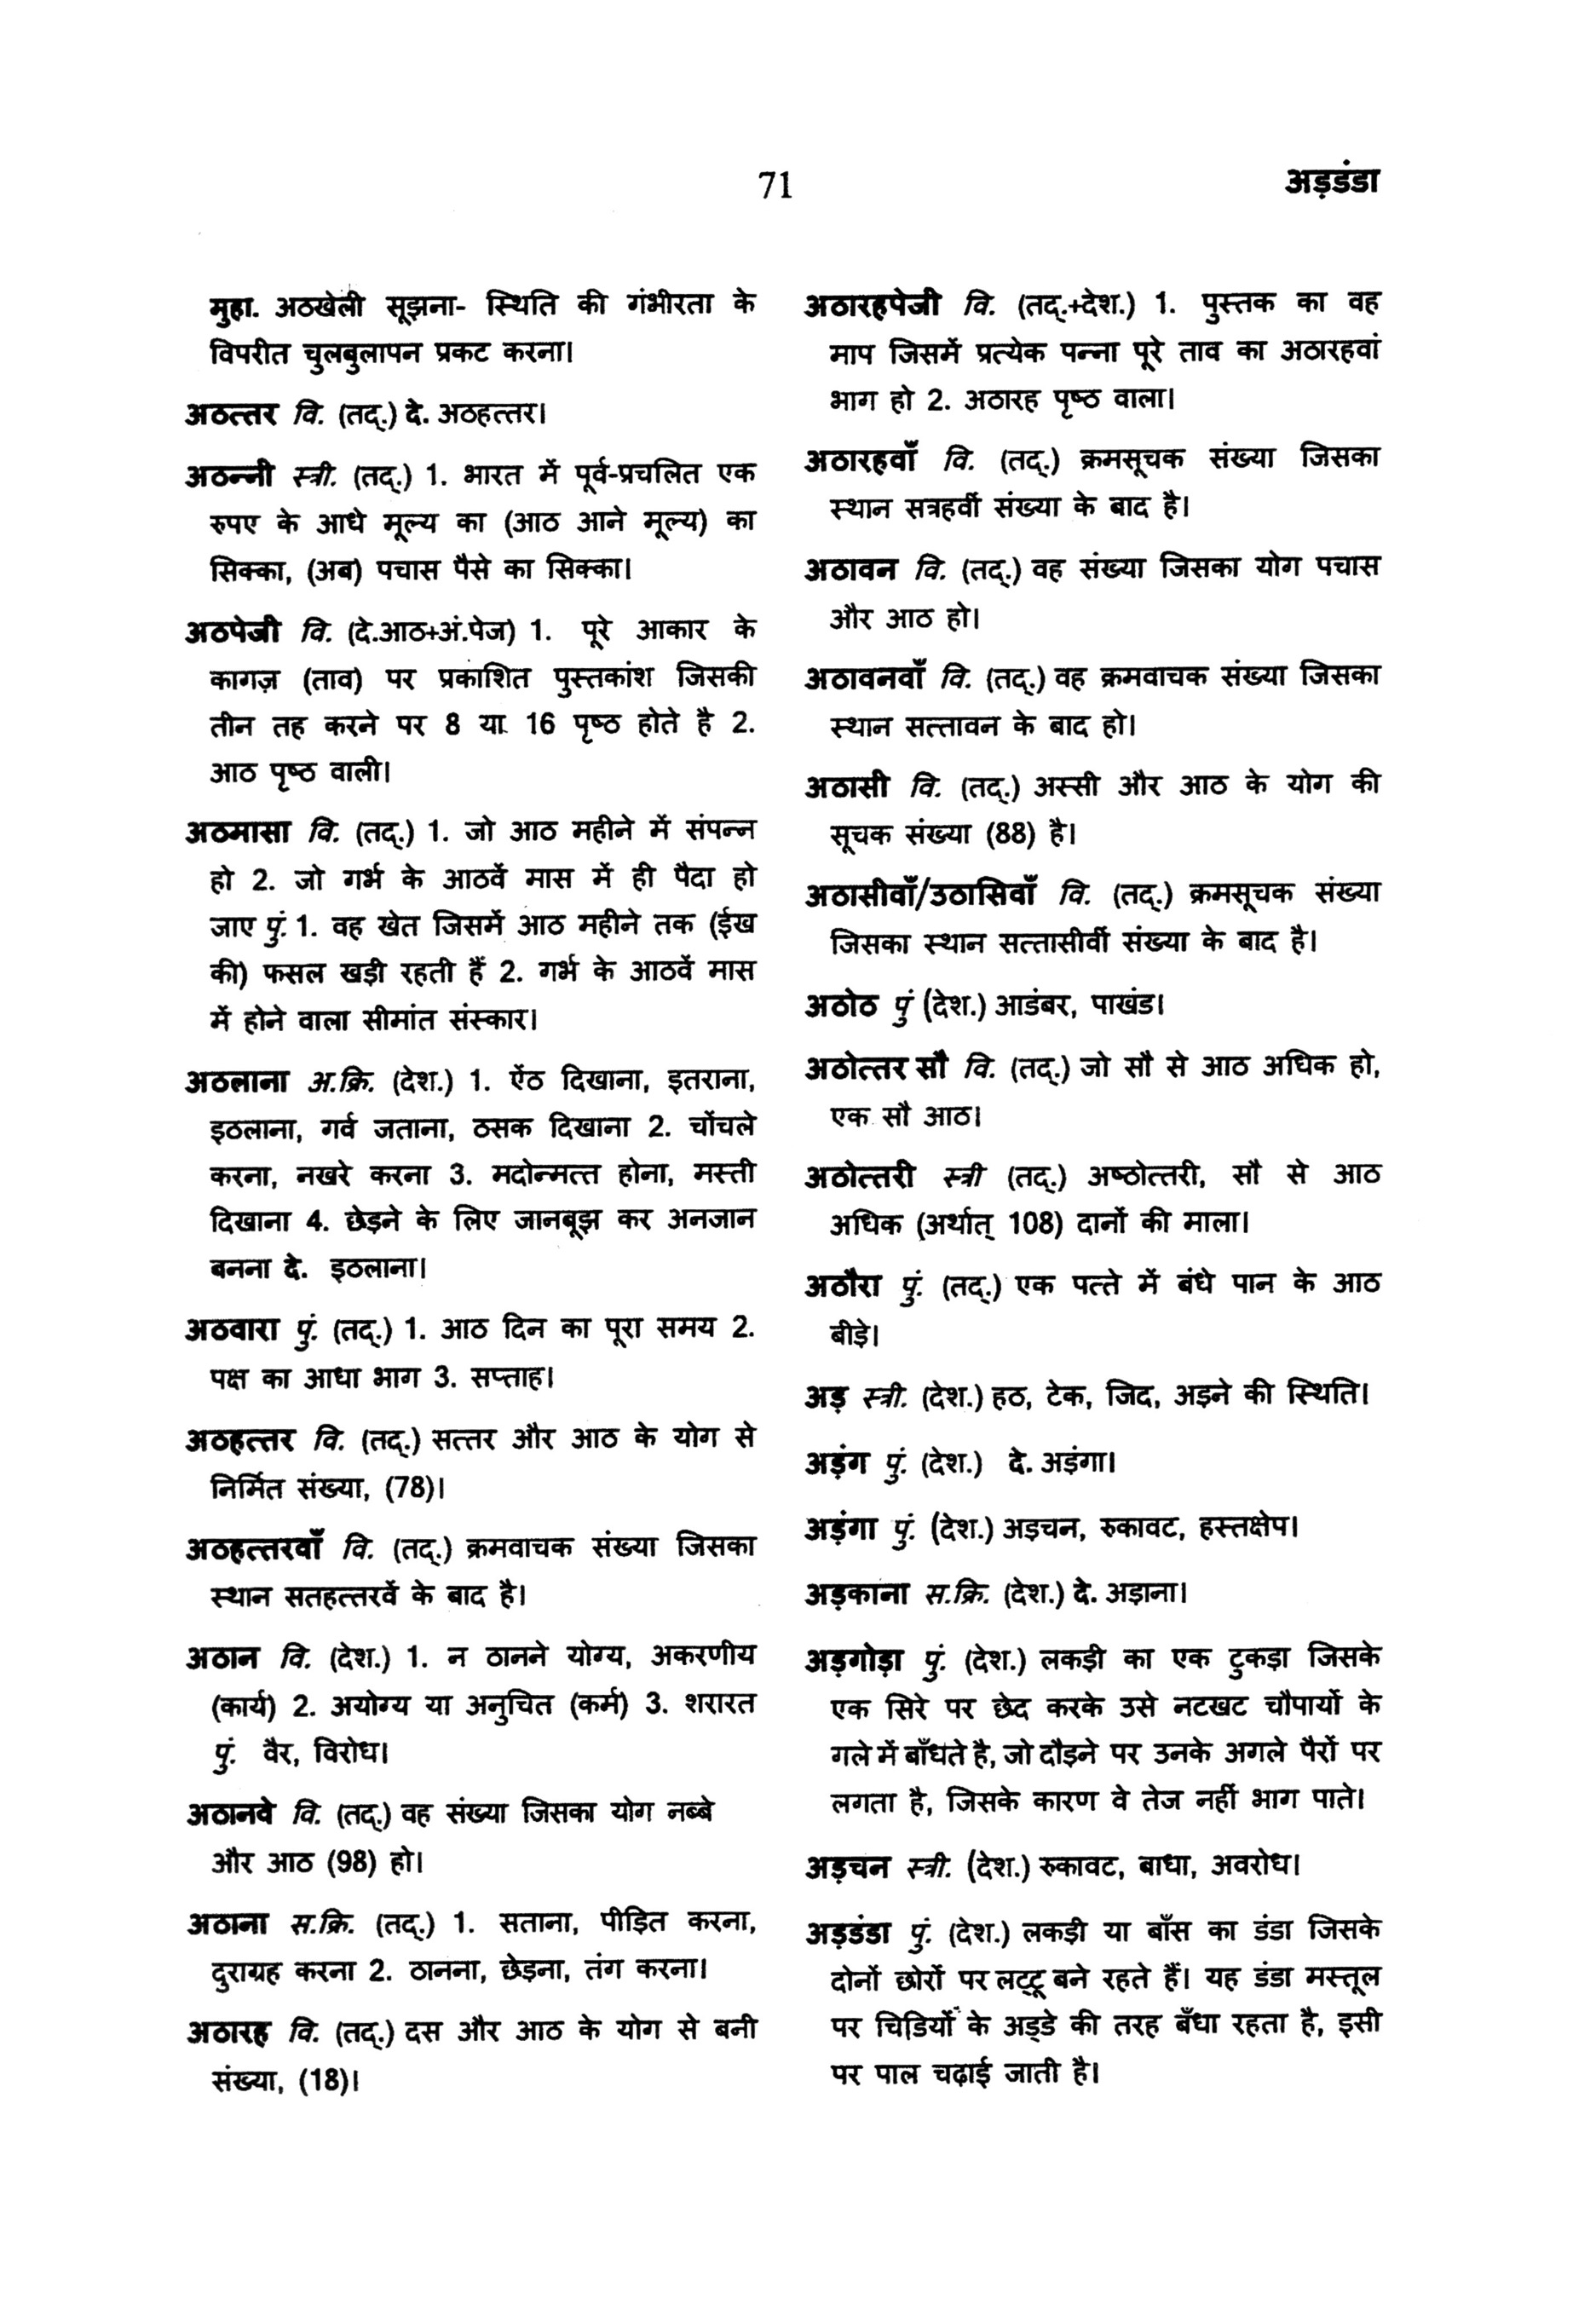 71
अड़डंडा
मुहा. अठखेली सूझना- स्थिति की गंभीरता के
विपरीत चुलबुलापन प्रकट करना।
अठत्तर वि. (तद्.) दे. अठहत्तर।
अठन्नी स्त्री. (तद्.) 1. भारत में पूर्व-प्रचलित एक
रुपए के आधे मूल्य का (आठ आने मूल्य) का
सिक्का, (अब) पचास पैसे का सिक्का।
अठपेजी वि. (दे.आठ+अं.पेज) 1. पूरे आकार के
कागज़ (ताव) पर प्रकाशित पुस्तकांश जिसकी
तीन तह करने पर 8 या 16 पृष्ठ होते है 2.
आठ पृष्ठ वाली।
अठमासा वि. (तद्.) 1. जो आठ महीने में संपन्न
हो 2. जो गर्भ के आठवें मास में ही पैदा हो
जाए पुं. 1. वह खेत जिसमें आठ महीने तक (ईख
की) फसल खड़ी रहती हैं 2. गर्भ के आठवें मास
में होने वाला सीमांत संस्कार।
अठलाना अ.क्रि. (देश.) 1. ऐंठ दिखाना, इतराना,
इठलाना, गर्व जताना, ठसक दिखाना 2. चोंचले
करना, नखरे करना 3. मदोन्मत्त होना, मस्ती
दिखाना 4. छेड़ने के लिए जानबूझ कर अनजान
बनना दे. इठलाना।
अठवारा पुं. (तद्.) 1. आठ दिन का पूरा समय 2.
पक्ष का आधा भाग 3. सप्ताह।
अठहत्तर वि. (तद्.) सत्तर और आठ के योग से
निर्मित संख्या, (78)।
अठहत्तरवाँ वि. (तद्.) क्रमवाचक संख्या जिसका
स्थान सतहत्तरवें के बाद है।
अठान वि. (देश.) 1. न ठानने योग्य, अकरणीय
(कार्य) 2. अयोग्य या अनुचित (कर्म) 3. शरारत
पुं. वैर, विरोध।
अठानवे वि. (तद्.) वह संख्या जिसका योग नब्बे
और आठ (98) हो।
अठाना स.क्रि. (तद्.) 1. सताना, पीड़ित करना,
दुराग्रह करना 2. ठानना, छेड़ना, तंग करना।
अठारह वि. (तद्.) दस और आठ के योग से बनी
संख्या, (18)।
अठारहपेजी वि. (तद्.+देश.) 1. पुस्तक का वह
माप जिसमें प्रत्येक पन्ना पूरे ताव का अठारहवां
भाग हो 2. अठारह पृष्ठ वाला।
अठारहवाँ वि. (तद्.) क्रमसूचक संख्या जिसका
स्थान सत्रहवीं संख्या के बाद है।
अठावन वि. (तद्.) वह संख्या जिसका योग पचास
और आठ हो।
अठावनवाँ वि. (तद्.) वह क्रमवाचक संख्या जिसका
स्थान सत्तावन के बाद हो।
अठासी वि. (तद्.) अस्सी और आठ के योग की
सूचक संख्या (88) है।
अठासीवाँ/उठासिवाँ वि. (तद्.) क्रमसूचक संख्या
जिसका स्थान सत्तासीवीं संख्या के बाद है।
अठोठ पुं (देश.) आडंबर, पाखंड।
अठोत्तर सौ वि. (तद्.) जो सौ से आठ अधिक हो,
एक सौ आठ।
अठोत्तरी स्त्री (तद्.) अष्ठोत्तरी, सौ से आठ
अधिक (अर्थात् 108) दानों की माला।
अठौरा पुं. (तद्.) एक पत्ते में बंधे पान के आठ
बीड़े।
अड़ स्त्री. (देश.) हठ, टेक, जिद, अड़ने की स्थिति।
अड़ंग पुं. (देश.) दे. अड़ंगा।
अड़ंगा पुं. (देश.) अड़चन, रुकावट, हस्तक्षेप।
अड़काना स.क्रि. (देश.) दे. अड़ाना।
अड़गोड़ा पुं. (देश.) लकड़ी का एक टुकड़ा जिसके
एक सिरे पर छेद करके उसे नटखट चौपायों के
गले में बाँधते है, जो दौड़ने पर उनके अगले पैरों पर
लगता है, जिसके कारण वे तेज नहीं भाग पाते।
अड़चन स्त्री. (देश.) रुकावट, बाधा, अवरोध।
अड़डंडा पुं. (देश.) लकड़ी या बाँस का डंडा जिसके
दोनों छोरों पर लट्टू बने रहते हैं। यह डंडा मस्तूल
पर चिडि़यों के अड्डे की तरह बँधा रहता है, इसी
पर पाल चढ़ाई जाती है।